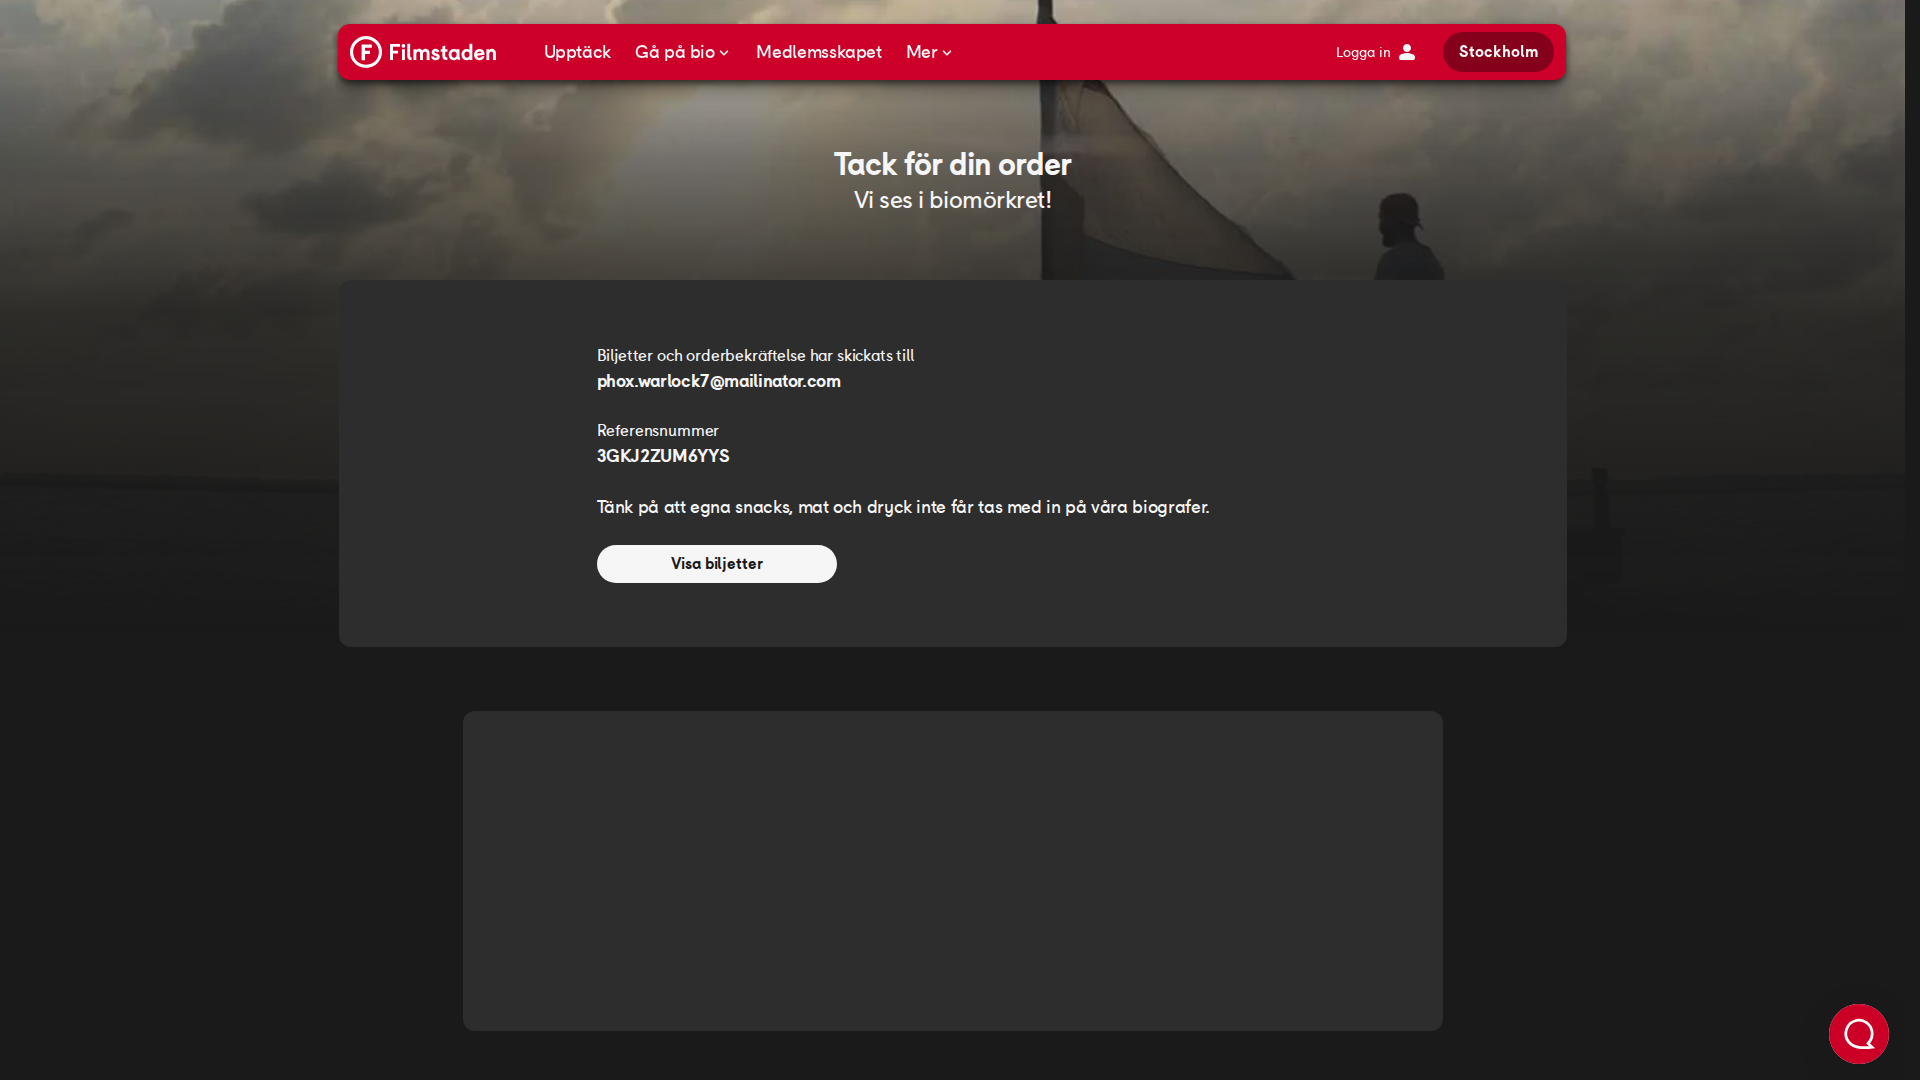 Filmstaden
Upptäck
Gå på bio
Medlemsskapet
Mer
Logga in
Stockholm
Tack för din order
Vi ses i biomörkret!
Biljetter och orderbekräftelse har skickats till
phox.warlock7@mailinator.com
Referensnummer
3GKJ2ZUM6YYS
Tänk på att egna snacks, mat och dryck inte får tas med in på våra biografer.
Visa biljetter